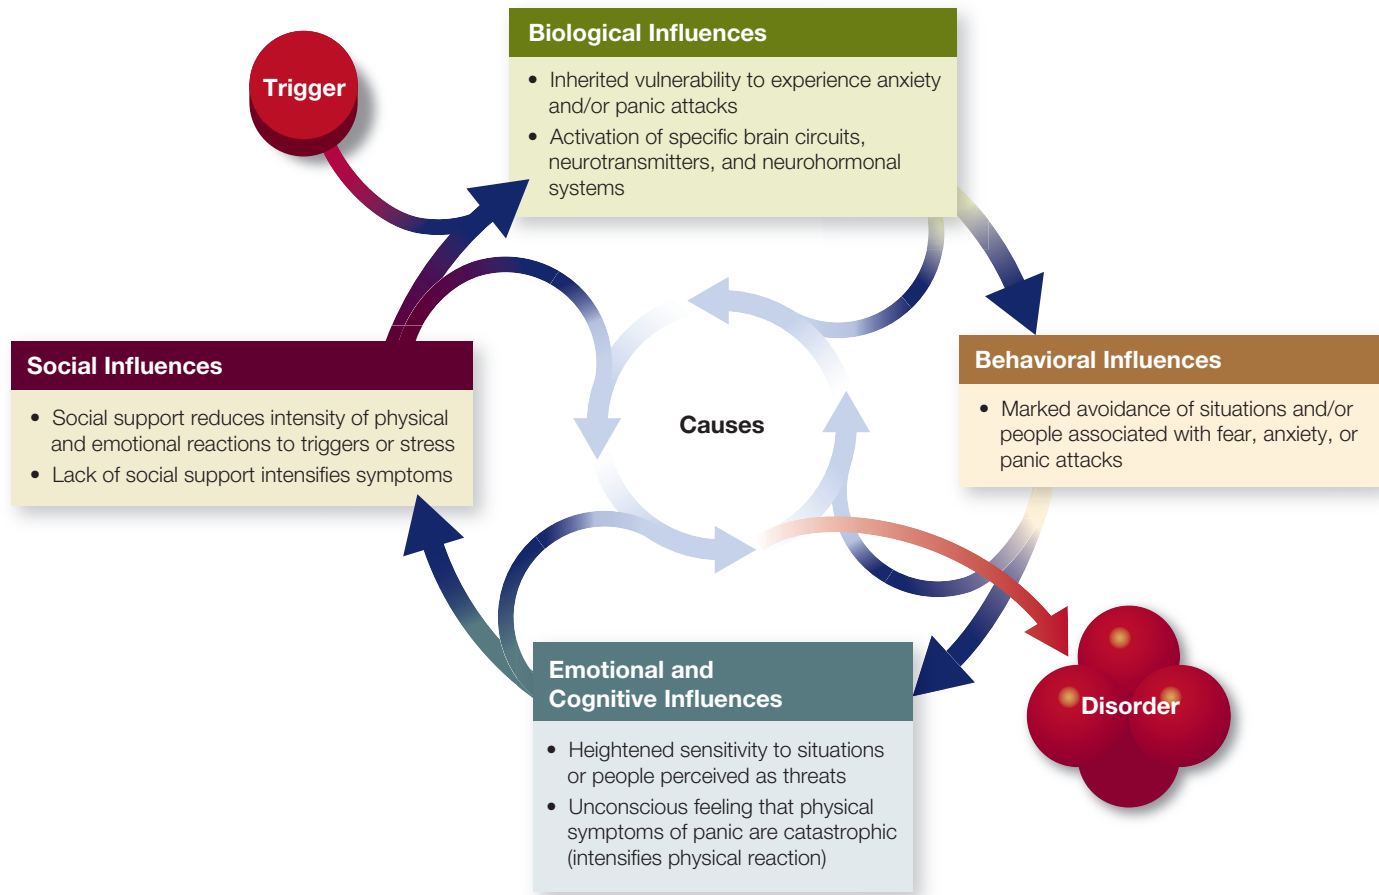 Trigger
Biological Influences
• Inherited vulnerability to experience anxiety
and/or panic attacks
• Activation of specific brain circuits,
neurotransmitters, and neurohormonal
systems
Social Influences
• Social support reduces intensity of physical
and emotional reactions to triggers or stress
• Lack of social support intensifies symptoms
Causes
Behavioral Influences
• Marked avoidance of situations and/or
people associated with fear, anxiety, or
panic attacks
Emotional and
Cognitive Influences
• Heightened sensitivity to situations
or people perceived as threats
• Unconscious feeling that physical
symptoms of panic are catastrophic
(intensifies physical reaction)
Disorder